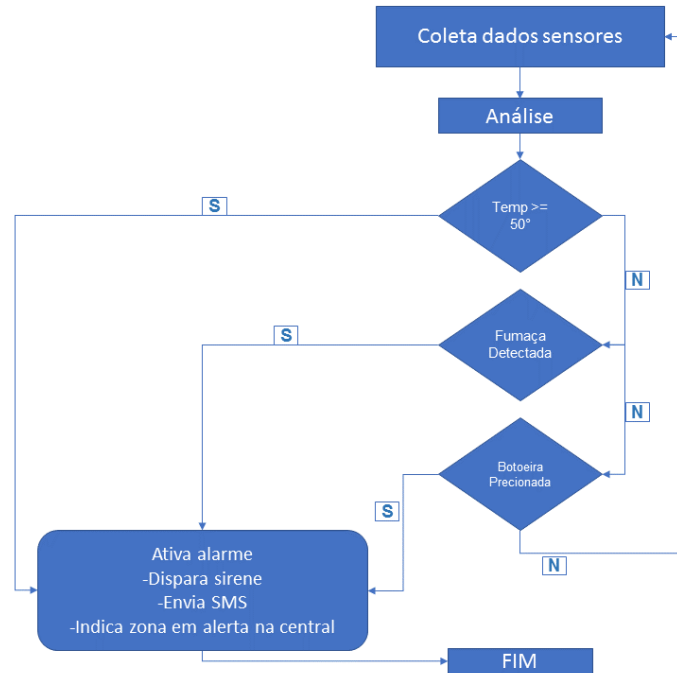 Coleta dados sensores
Análise
Temp >=
50°
S
N
Fumaça
Detectada
S
N
Botoeira
Precionada
S
N
Ativa alarme
-Dispara sirene
-Envia SMS
-Indica zona em alerta na central
FIM